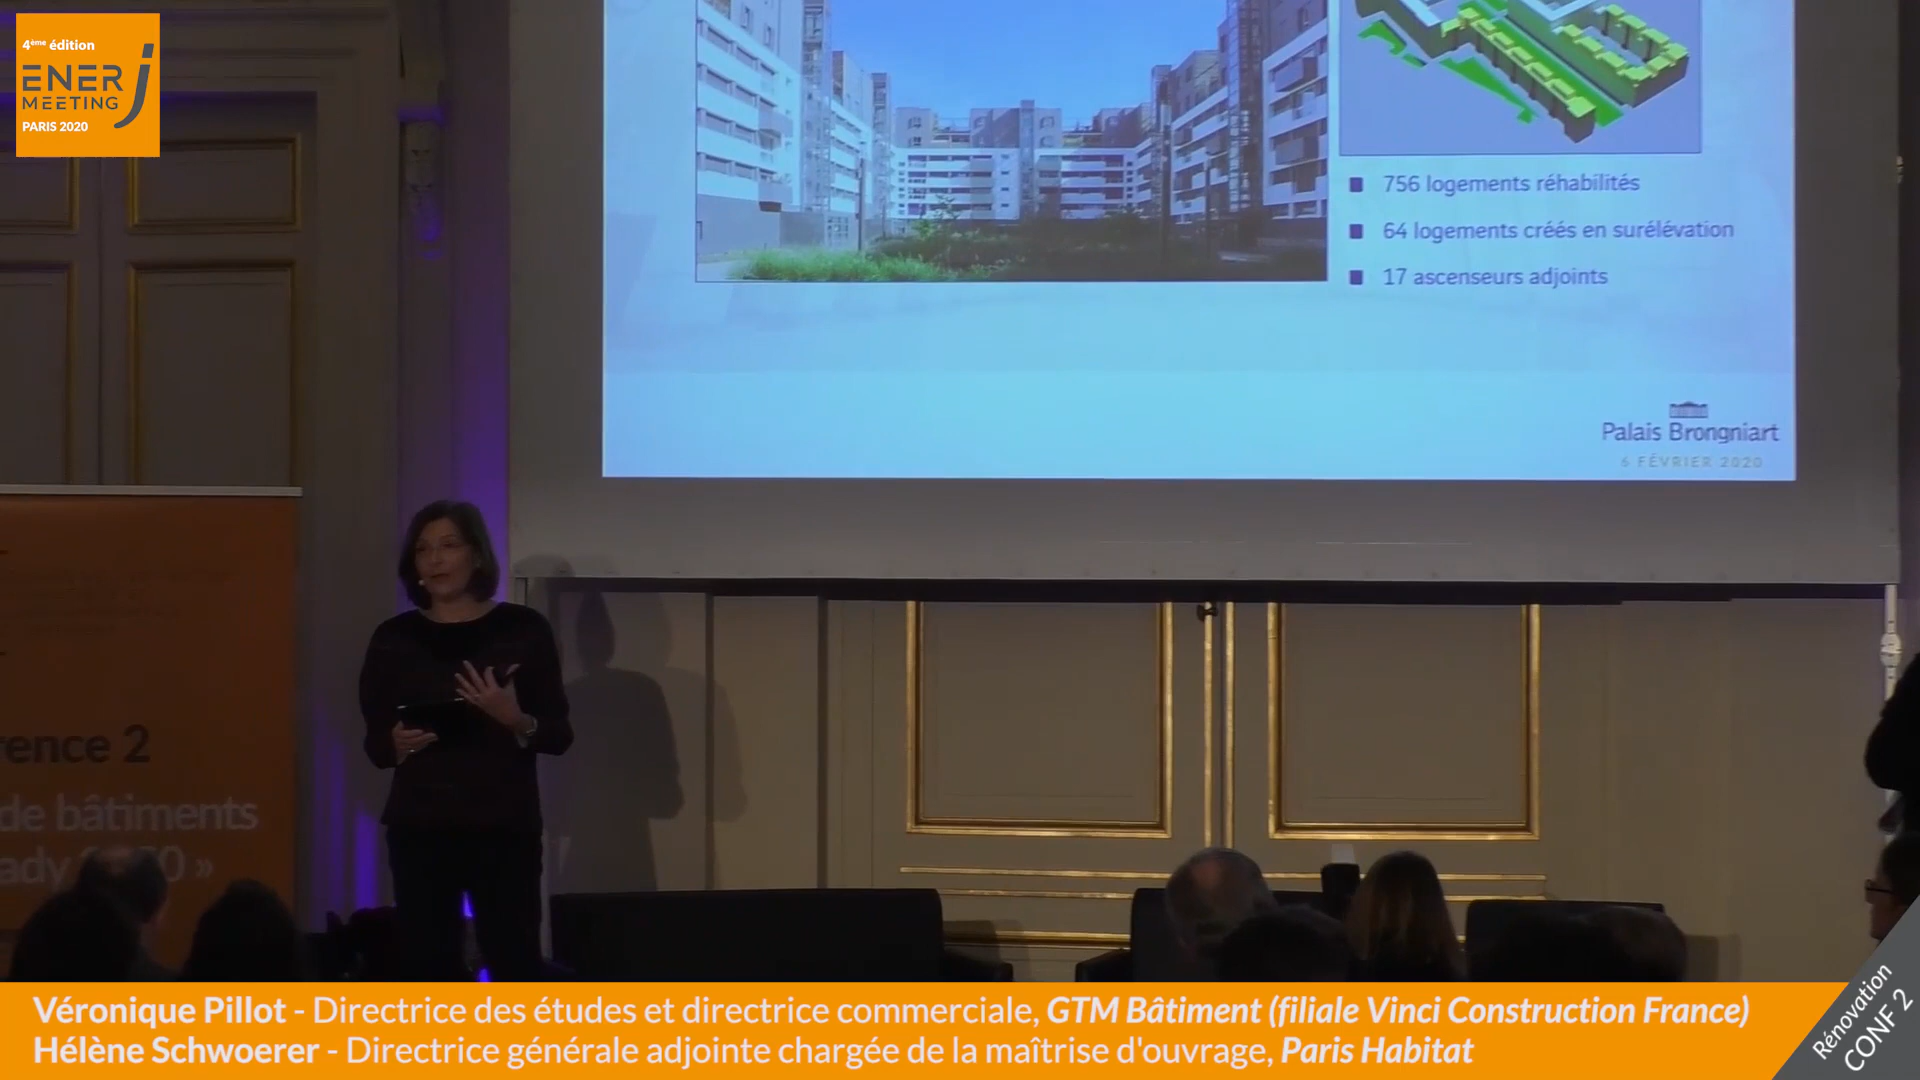 4ème édition
ENER j
MEETING
PARIS 2020
756 logements réhabilités
64 logements créés en surélévation
17 ascenseurs adjoints
Palais Brongniart
6 FÉVRIER 2020
rence 2
de bâtiments
ady 0 »
Véronique Pillot - Directrice des études et directrice commerciale, GTM Bâtiment (filiale Vinci Construction France)
Hélène Schwoerer - Directrice générale adjointe chargée de la maîtrise d'ouvrage, Paris Habitat
Rénovation
CONF 2